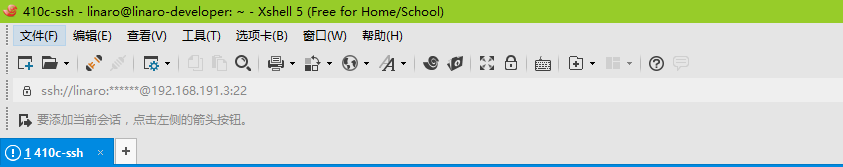 410c-ssh - linaro@linaro-developer: ~ - Xshell 5 (Free for Home/School)
文件(F) 编辑(E) 查看(V) 工具(T) 选项卡(B) 窗口(W) 帮助(H)
ssh://linaro:******@192.168.191.3:22
要添加当前会话，点击左侧的箭头按钮。
1 410c-ssh × +